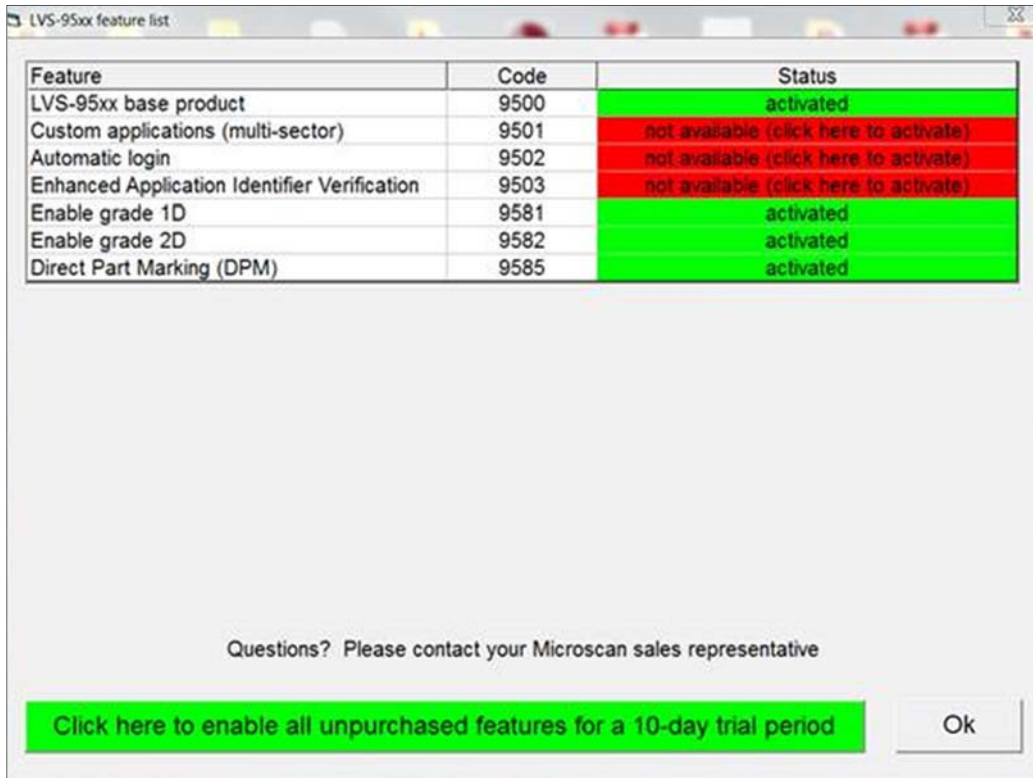 LVS-95xx feature list
Feature Code Status
LVS-95xx base product 9500 activated
Custom applications (multi-sector) 9501 not available (click here to activate)
Automatic login 9502 not available (click here to activate)
Enhanced Application Identifier Verification 9503 not available (click here to activate)
Enable grade 1D 9581 activated
Enable grade 2D 9582 activated
Direct Part Marking (DPM) 9585 activated
Questions? Please contact your Microscan sales representative
Click here to enable all unpurchased features for a 10-day trial period Ok